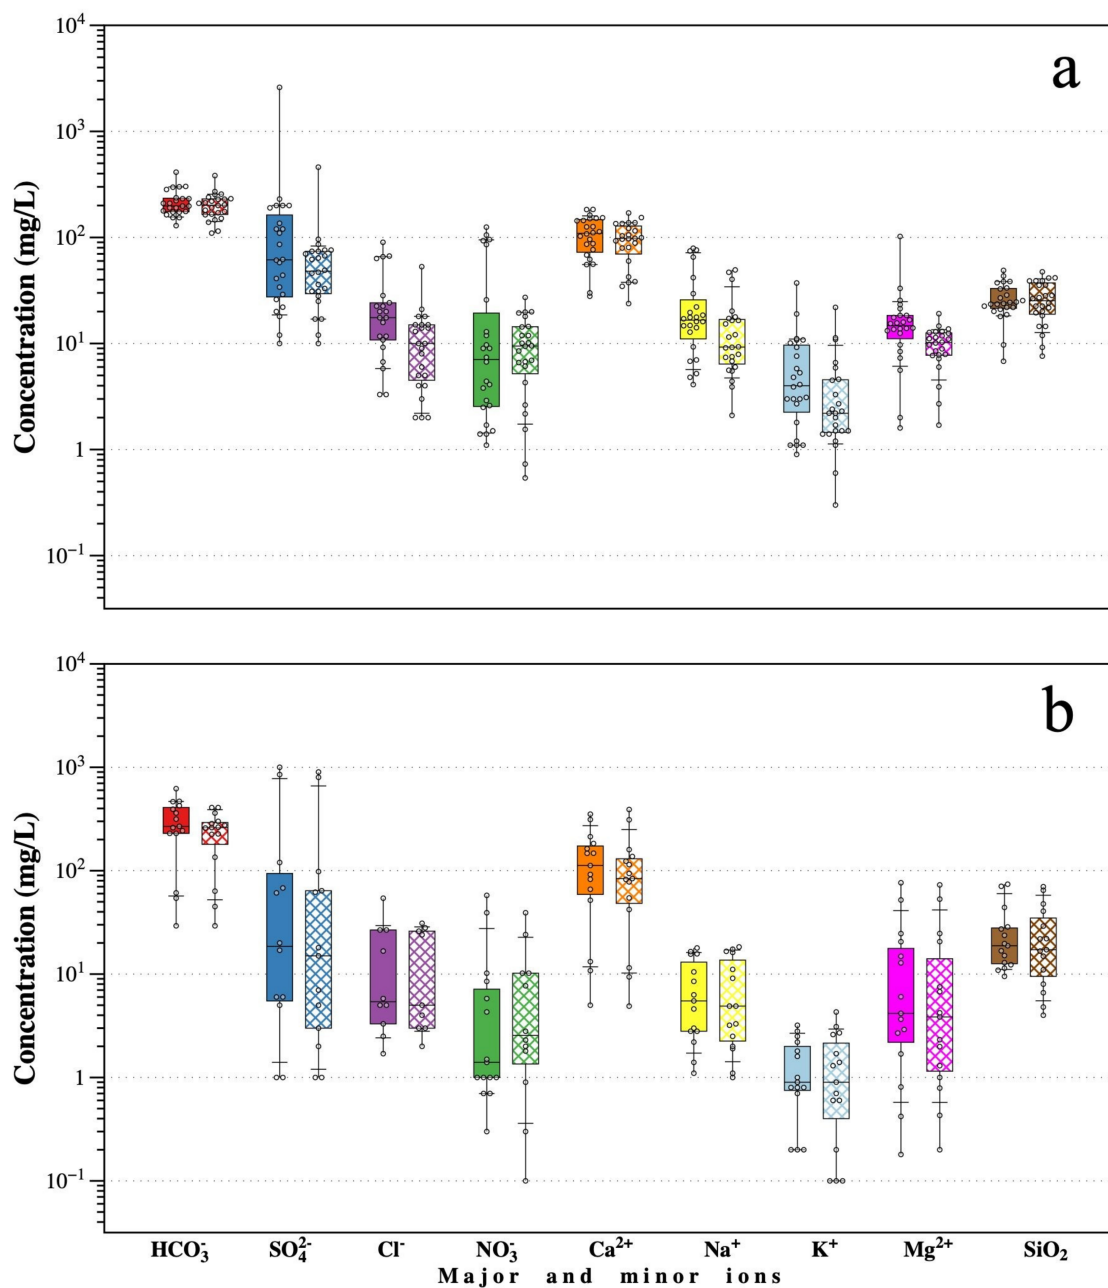 a
Concentration (mg/L)
10⁴
10³
10²
10
1
10⁻¹
b
Concentration (mg/L)
10⁴
10³
10²
10
1
10⁻¹
HCO₃⁻ SO₄²⁻ Cl⁻ NO₃⁻ Ca²⁺ Na⁺ K⁺ Mg²⁺ SiO₂
Major and minor ions